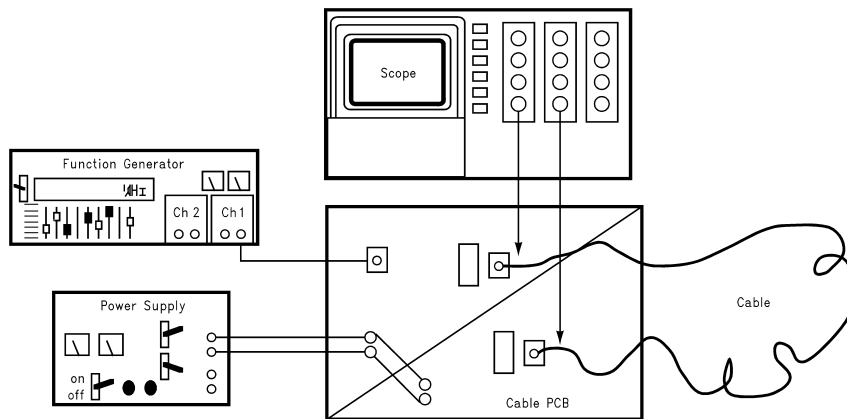 Scope
Function Generator
Ch 2
Ch 1
Power Supply
on
off
Cable
Cable PCB